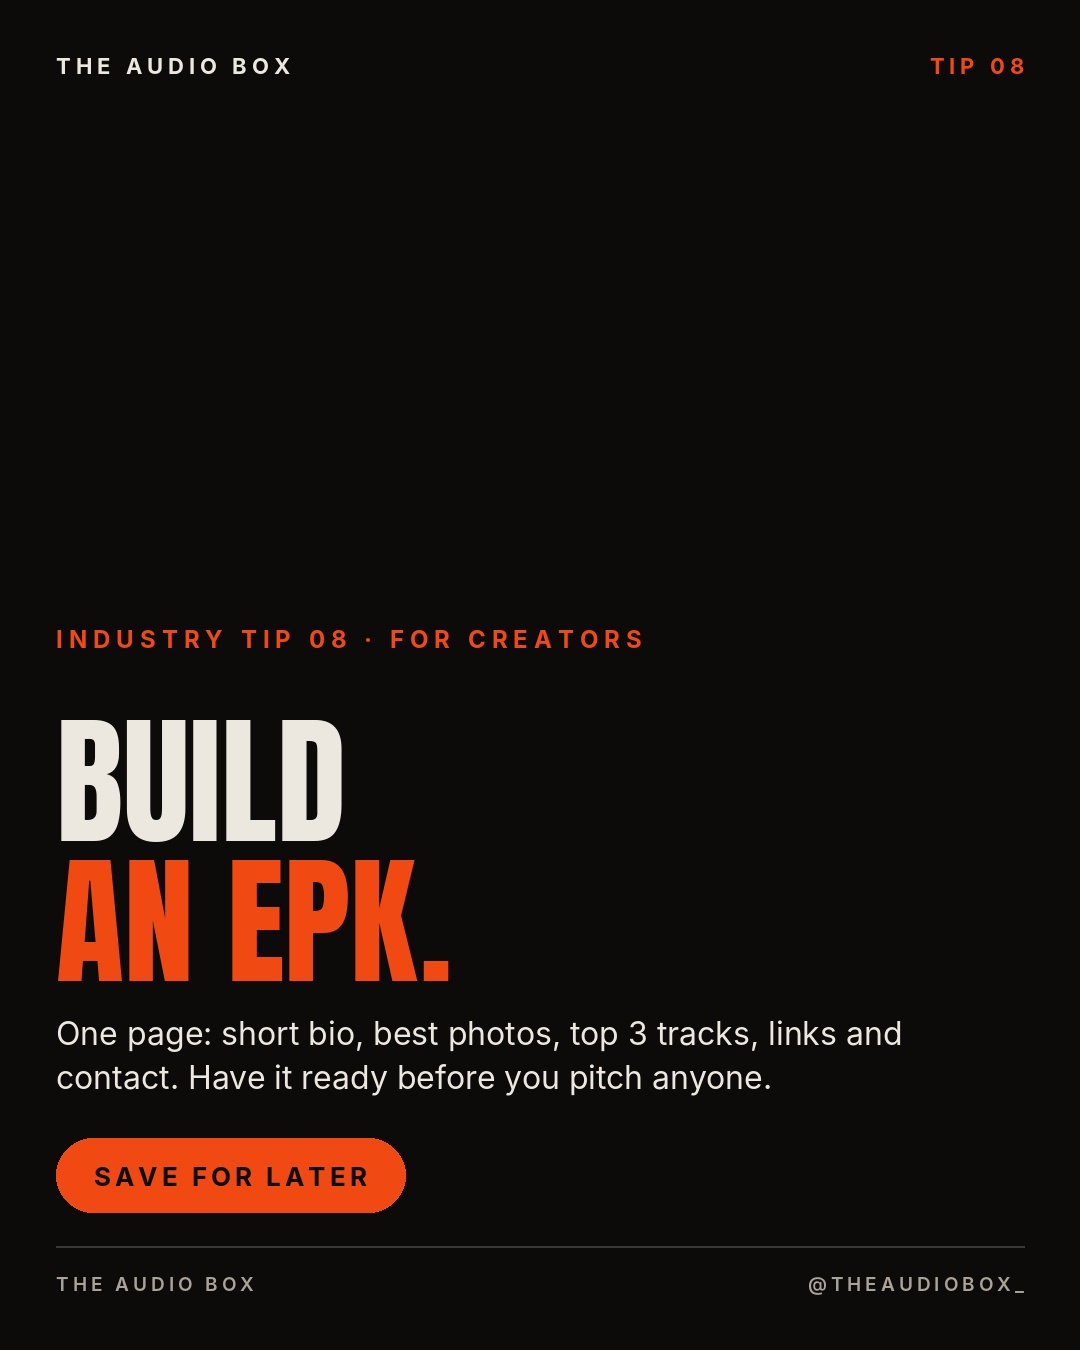 THE AUDIO BOX
TIP 08
INDUSTRY TIP 08 · FOR CREATORS
BUILD
AN EPK.
One page: short bio, best photos, top 3 tracks, links and
contact. Have it ready before you pitch anyone.
SAVE FOR LATER
THE AUDIO BOX
@THEAUDIOBOX_